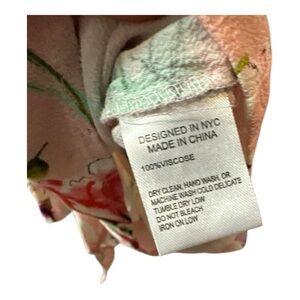 DESIGNED IN NYC
MADE IN CHINA
100%VISCOSE
DRY CLEAN, HAND WASH, OR
MACHINE WASH COLD DELICATE
TUMBLE DRY LOW
DO NOT BLEACH
IRON ON LOW